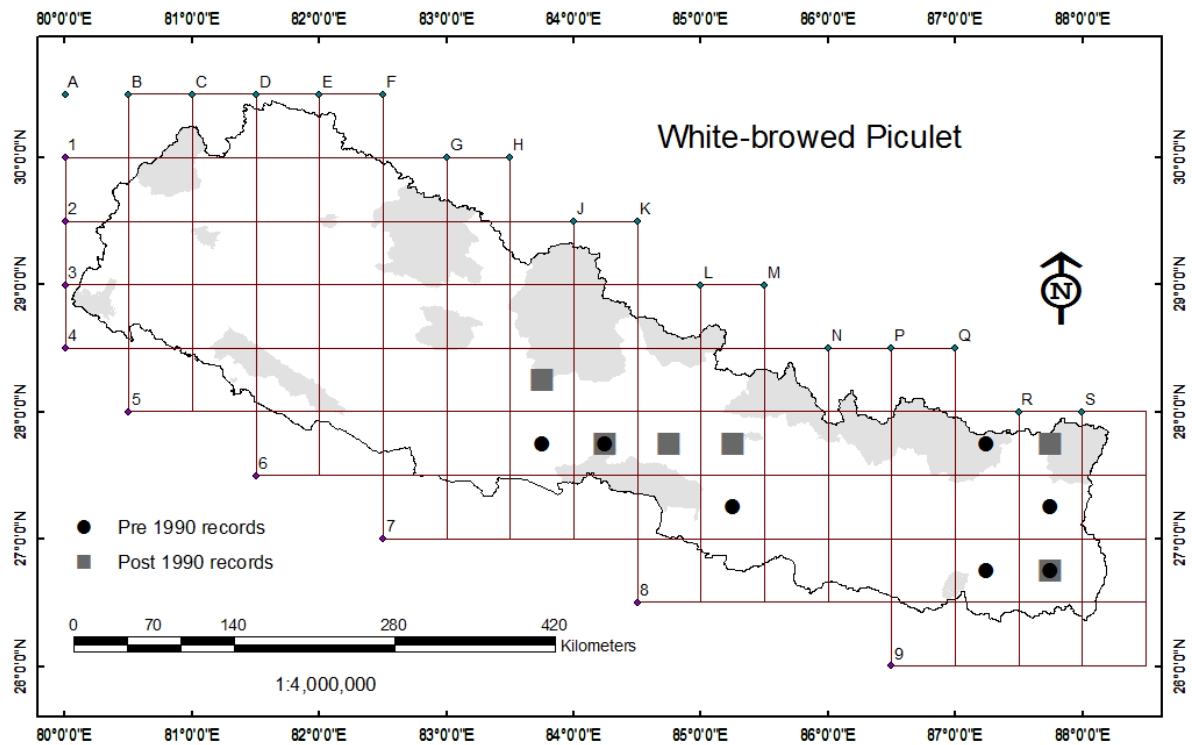 80°0'0"E 81°0'0"E 82°0'0"E 83°0'0"E 84°0'0"E 85°0'0"E 86°0'0"E 87°0'0"E 88°0'0"E
A B C D E F
White-browed Piculet
1 G H
30°0'0"N 30°0'0"N
2 J K
3 L M
29°0'0"N 29°0'0"N
N
4 N P Q
5 R S
28°0'0"N 28°0'0"N
6
Pre 1990 records
7
27°0'0"N 27°0'0"N
Post 1990 records
8
0 70 140 280 420
Kilometers
9
26°0'0"N 26°0'0"N
1:4,000,000
80°0'0"E 81°0'0"E 82°0'0"E 83°0'0"E 84°0'0"E 85°0'0"E 86°0'0"E 87°0'0"E 88°0'0"E